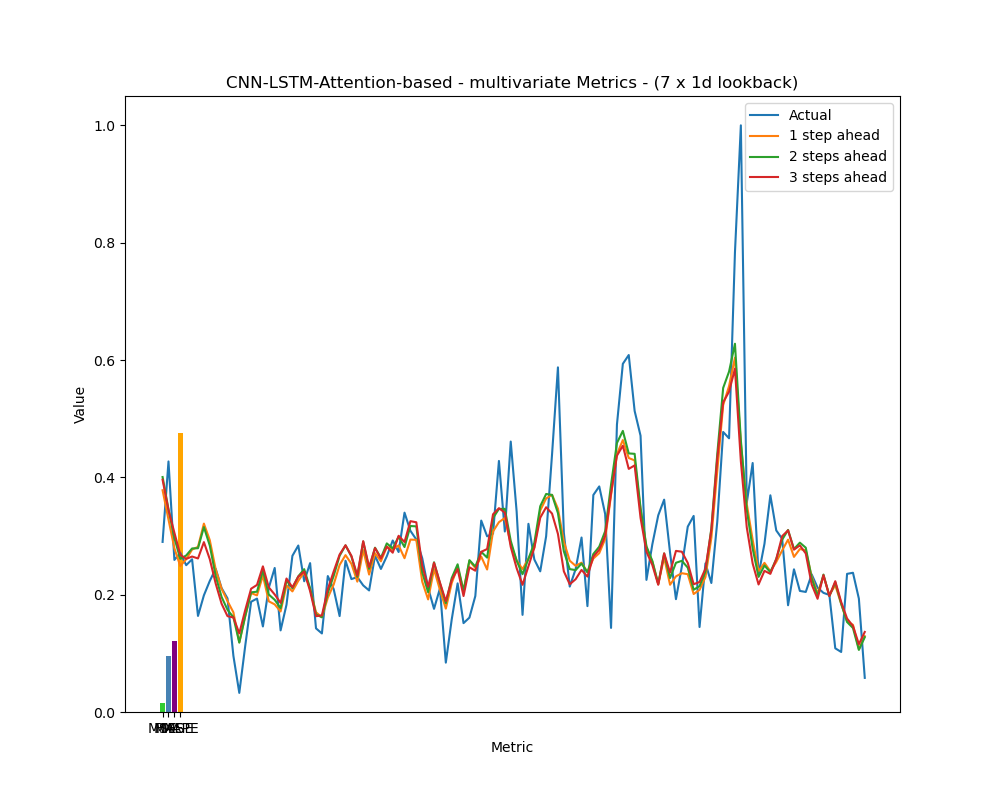 CNN-LSTM-Attention-based - multivariate Metrics - (7 x 1d lookback)
Actual
1 step ahead
2 steps ahead
3 steps ahead
1.0
0.8
0.6
0.4
0.2
0.0
Value
Metric